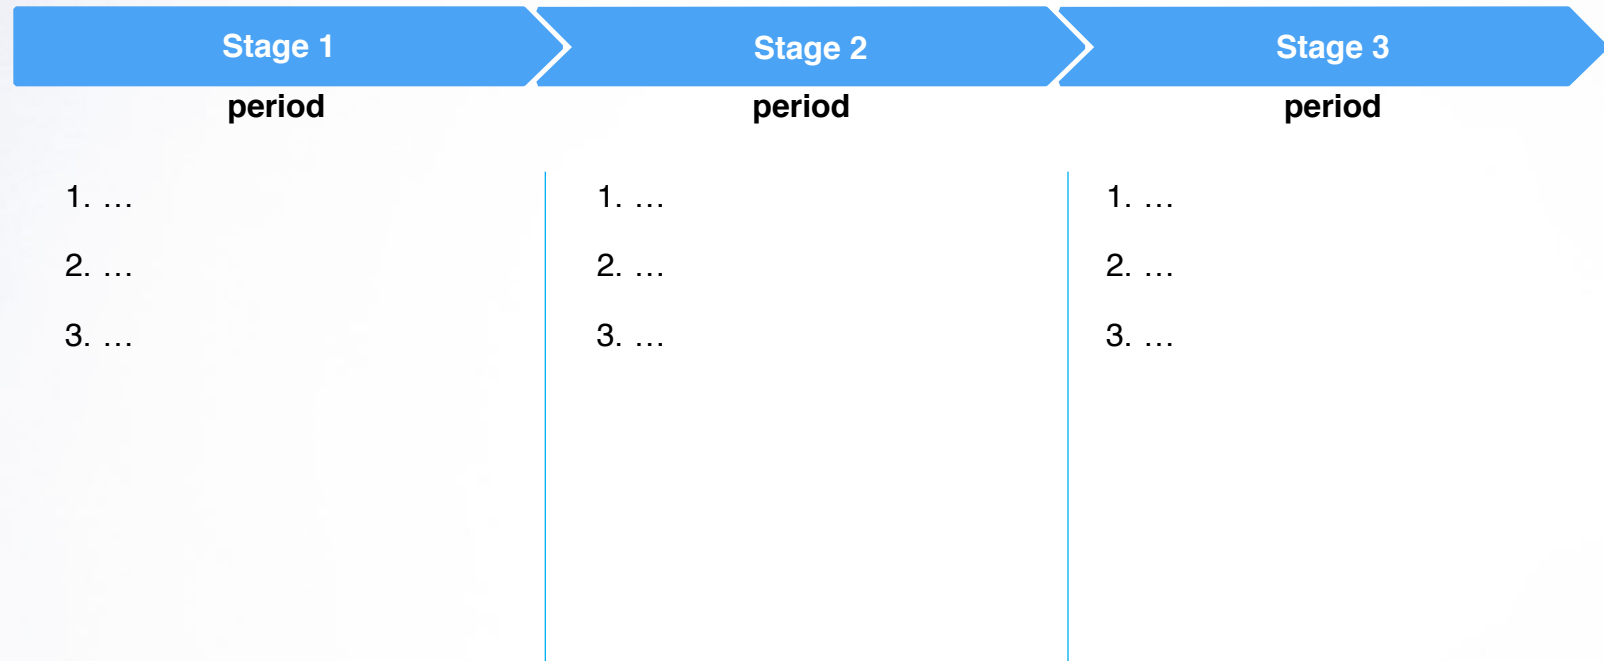 Stage 1
period
1. …
2. …
3. …
Stage 2
period
1. …
2. …
3. …
Stage 3
period
1. …
2. …
3. …